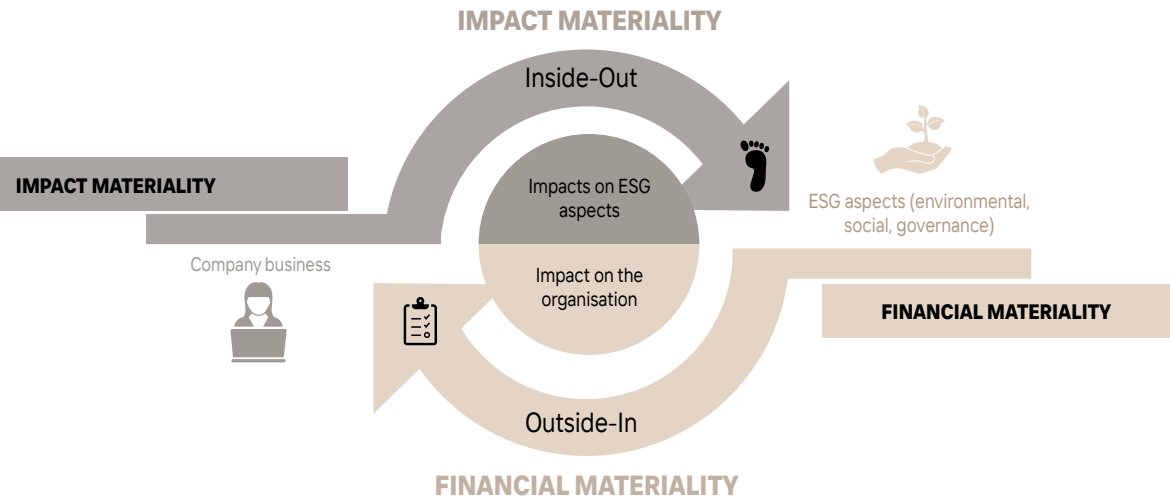 IMPACT MATERIALITY
Inside-Out
IMPACT MATERIALITY
Impacts on ESG
aspects
ESG aspects (environmental,
social, governance)
Company business
Impact on the
organisation
FINANCIAL MATERIALITY
Outside-In
FINANCIAL MATERIALITY